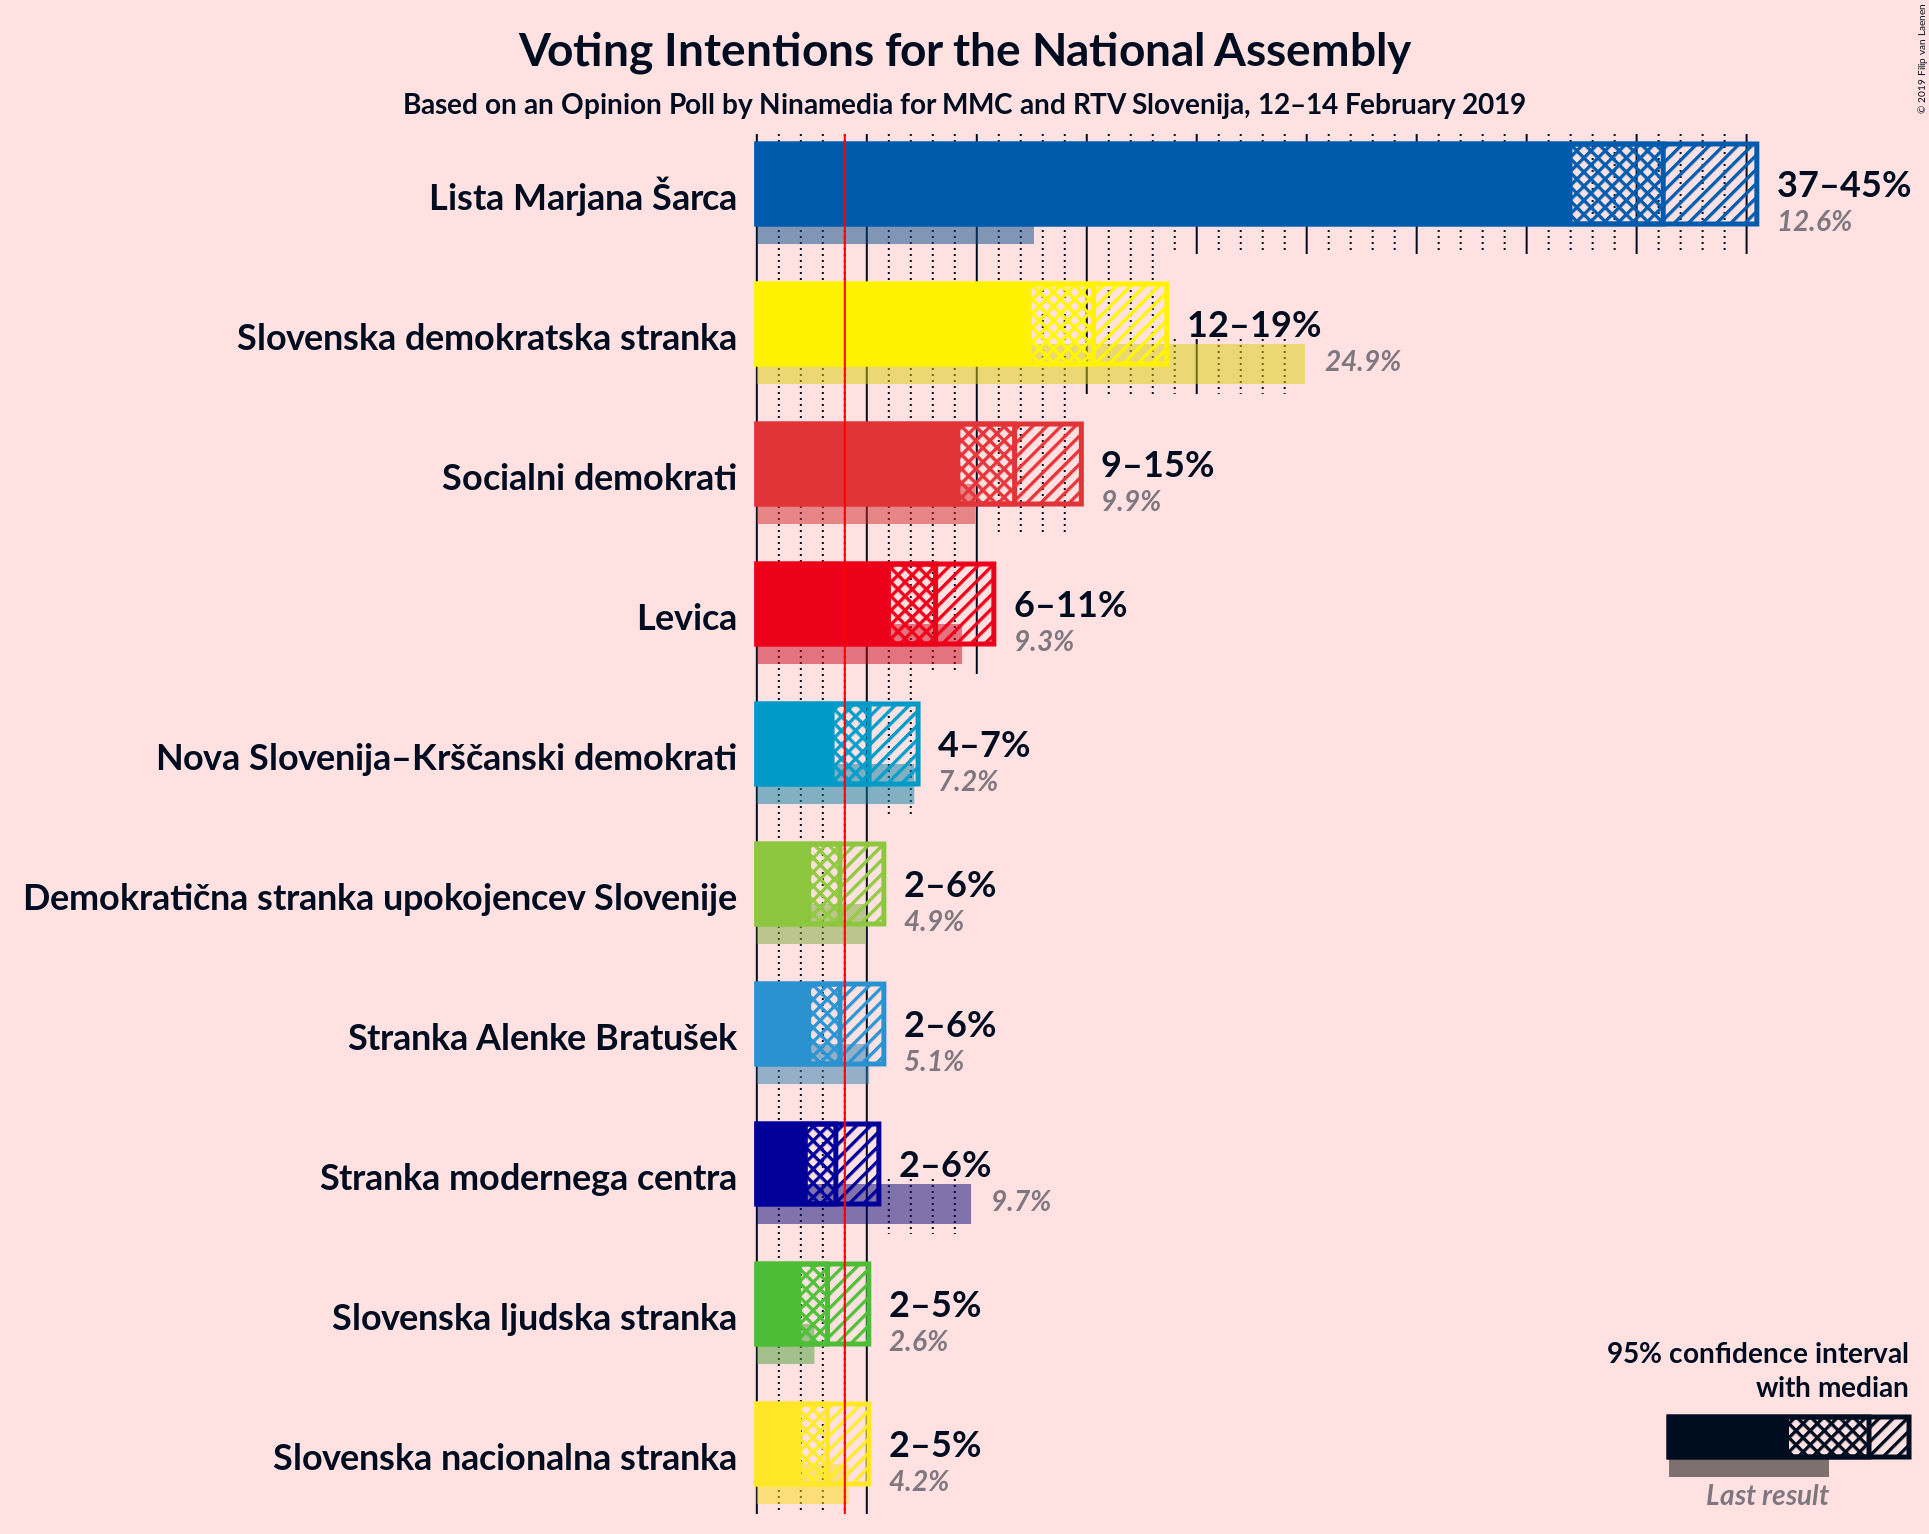 Voting Intentions for the National Assembly
Based on an Opinion Poll by Ninamedia for MMC and RTV Slovenija, 12–14 February 2019
© 2019 Filip van Laenen
Lista Marjana Šarca
37–45%
12.6%
Slovenska demokratska stranka
12–19%
24.9%
Socialni demokrati
9–15%
9.9%
Levica
6–11%
9.3%
Nova Slovenija–Krščanski demokrati
4–7%
7.2%
Demokratična stranka upokojencev Slovenije
2–6%
4.9%
Stranka Alenke Bratušek
2–6%
5.1%
Stranka modernega centra
2–6%
9.7%
Slovenska ljudska stranka
2–5%
2.6%
Slovenska nacionalna stranka
2–5%
4.2%
95% confidence interval
with median
Last result